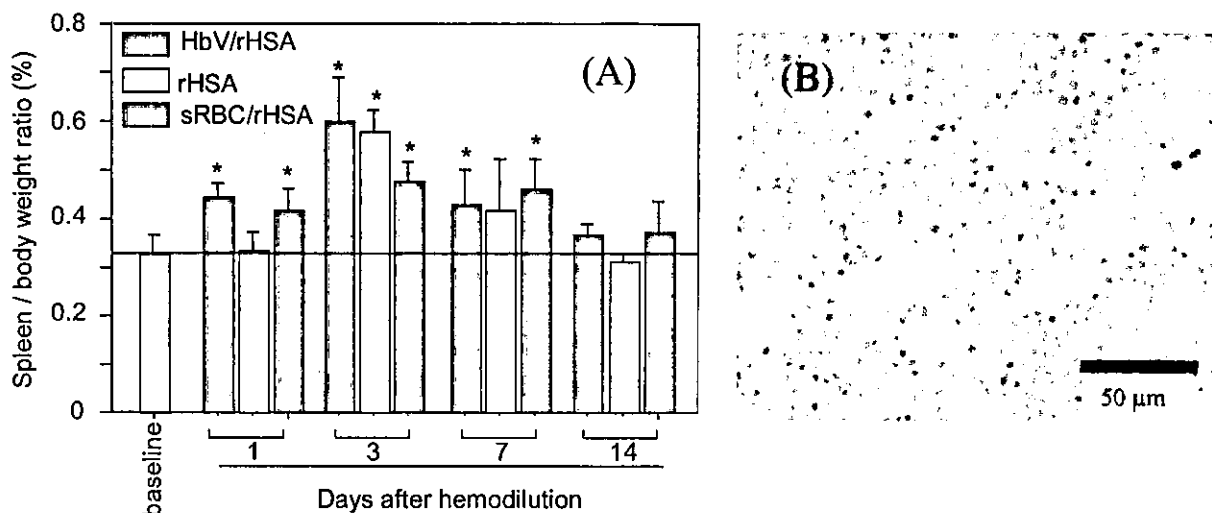 0.8
0.6
0.4
0.2
0
Spleen / body weight ratio (%)
HbV/rHSA
rHSA
sRBC/rHSA
(A)
*
*
*
*
*
*
*
baseline
1
3
7
14
Days after hemodilution
(B)
50 μm